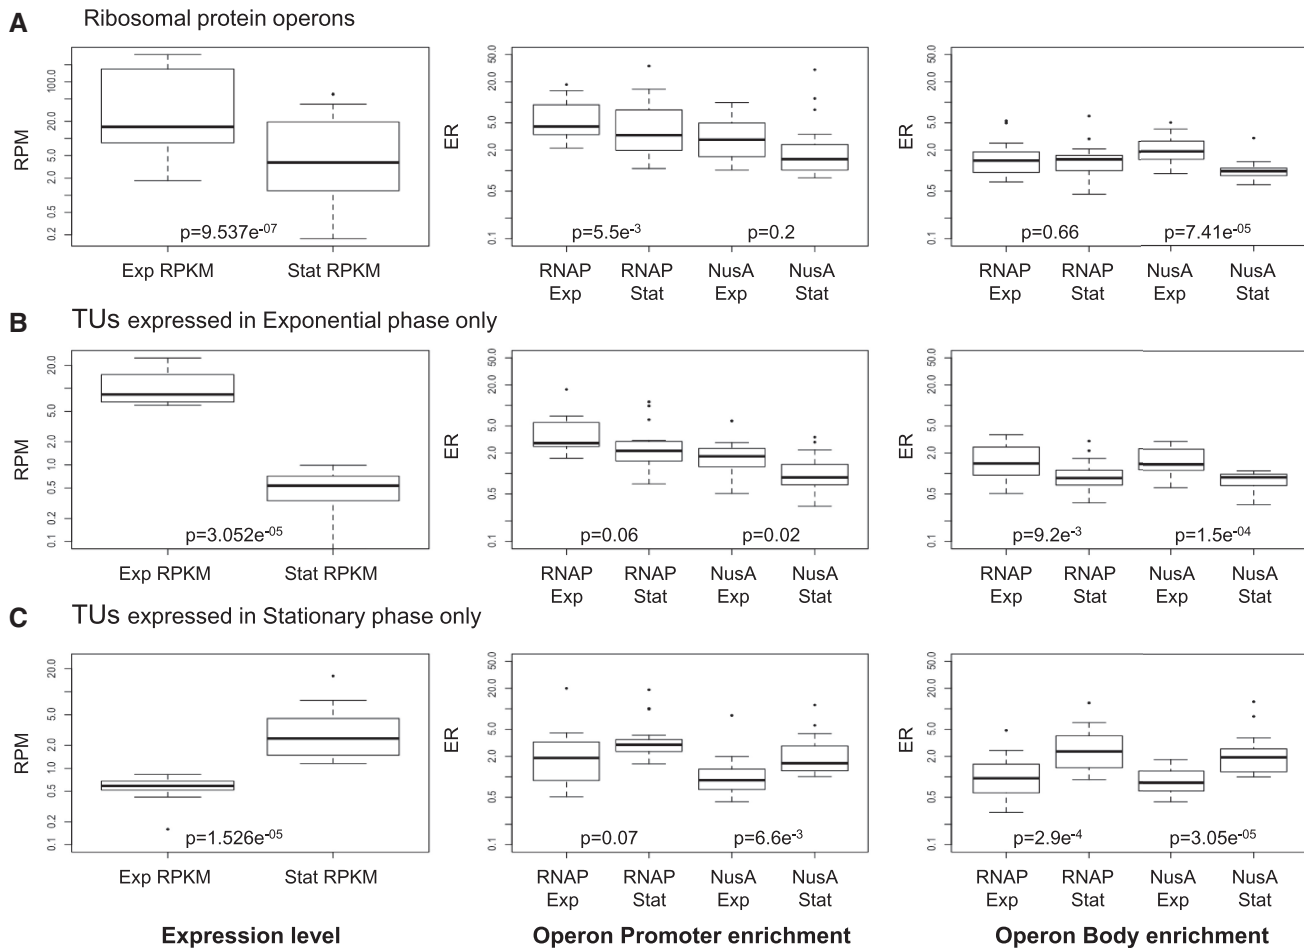 A Ribosomal protein operons
RPM
100.0
20.0
5.0
2.0
0.5
0.2
p=9.537e-07
Exp RPKM Stat RPKM
ER
50.0
20.0
5.0
2.0
0.5
0.1
p=5.5e-3 p=0.2
RNAP RNAP NusA NusA
Exp Stat Exp Stat
ER
50.0
20.0
5.0
2.0
0.5
0.1
p=0.66 p=7.41e-05
RNAP RNAP NusA NusA
Exp Stat Exp Stat
B TUs expressed in Exponential phase only
RPM
20.0
5.0
2.0
1.0
0.5
0.2
0.1
p=3.052e-05
Exp RPKM Stat RPKM
ER
50.0
20.0
5.0
2.0
0.5
0.1
p=0.06 p=0.02
RNAP RNAP NusA NusA
Exp Stat Exp Stat
ER
50.0
20.0
5.0
2.0
0.5
0.1
p=9.2e-3 p=1.5e-04
RNAP RNAP NusA NusA
Exp Stat Exp Stat
C TUs expressed in Stationary phase only
RPM
20.0
5.0
2.0
1.0
0.5
0.2
0.1
p=1.526e-05
Exp RPKM Stat RPKM
ER
50.0
20.0
5.0
2.0
0.5
0.1
p=0.07 p=6.6e-3
RNAP RNAP NusA NusA
Exp Stat Exp Stat
ER
50.0
20.0
5.0
2.0
0.5
0.1
p=2.9e-4 p=3.05e-05
RNAP RNAP NusA NusA
Exp Stat Exp Stat
Expression level Operon Promoter enrichment Operon Body enrichment